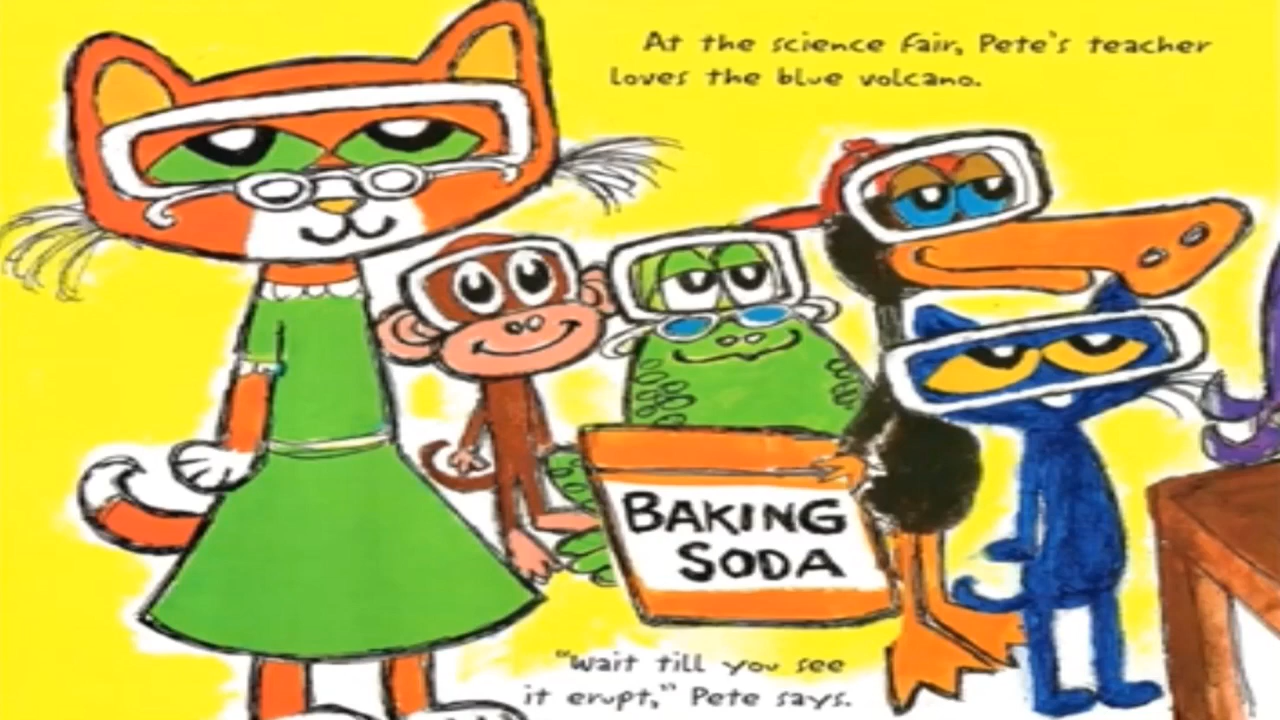 At the science fair, Pete's teacher
loves the blue volcano.
BAKING
SODA
"Wait till you see
it erupt," Pete says.